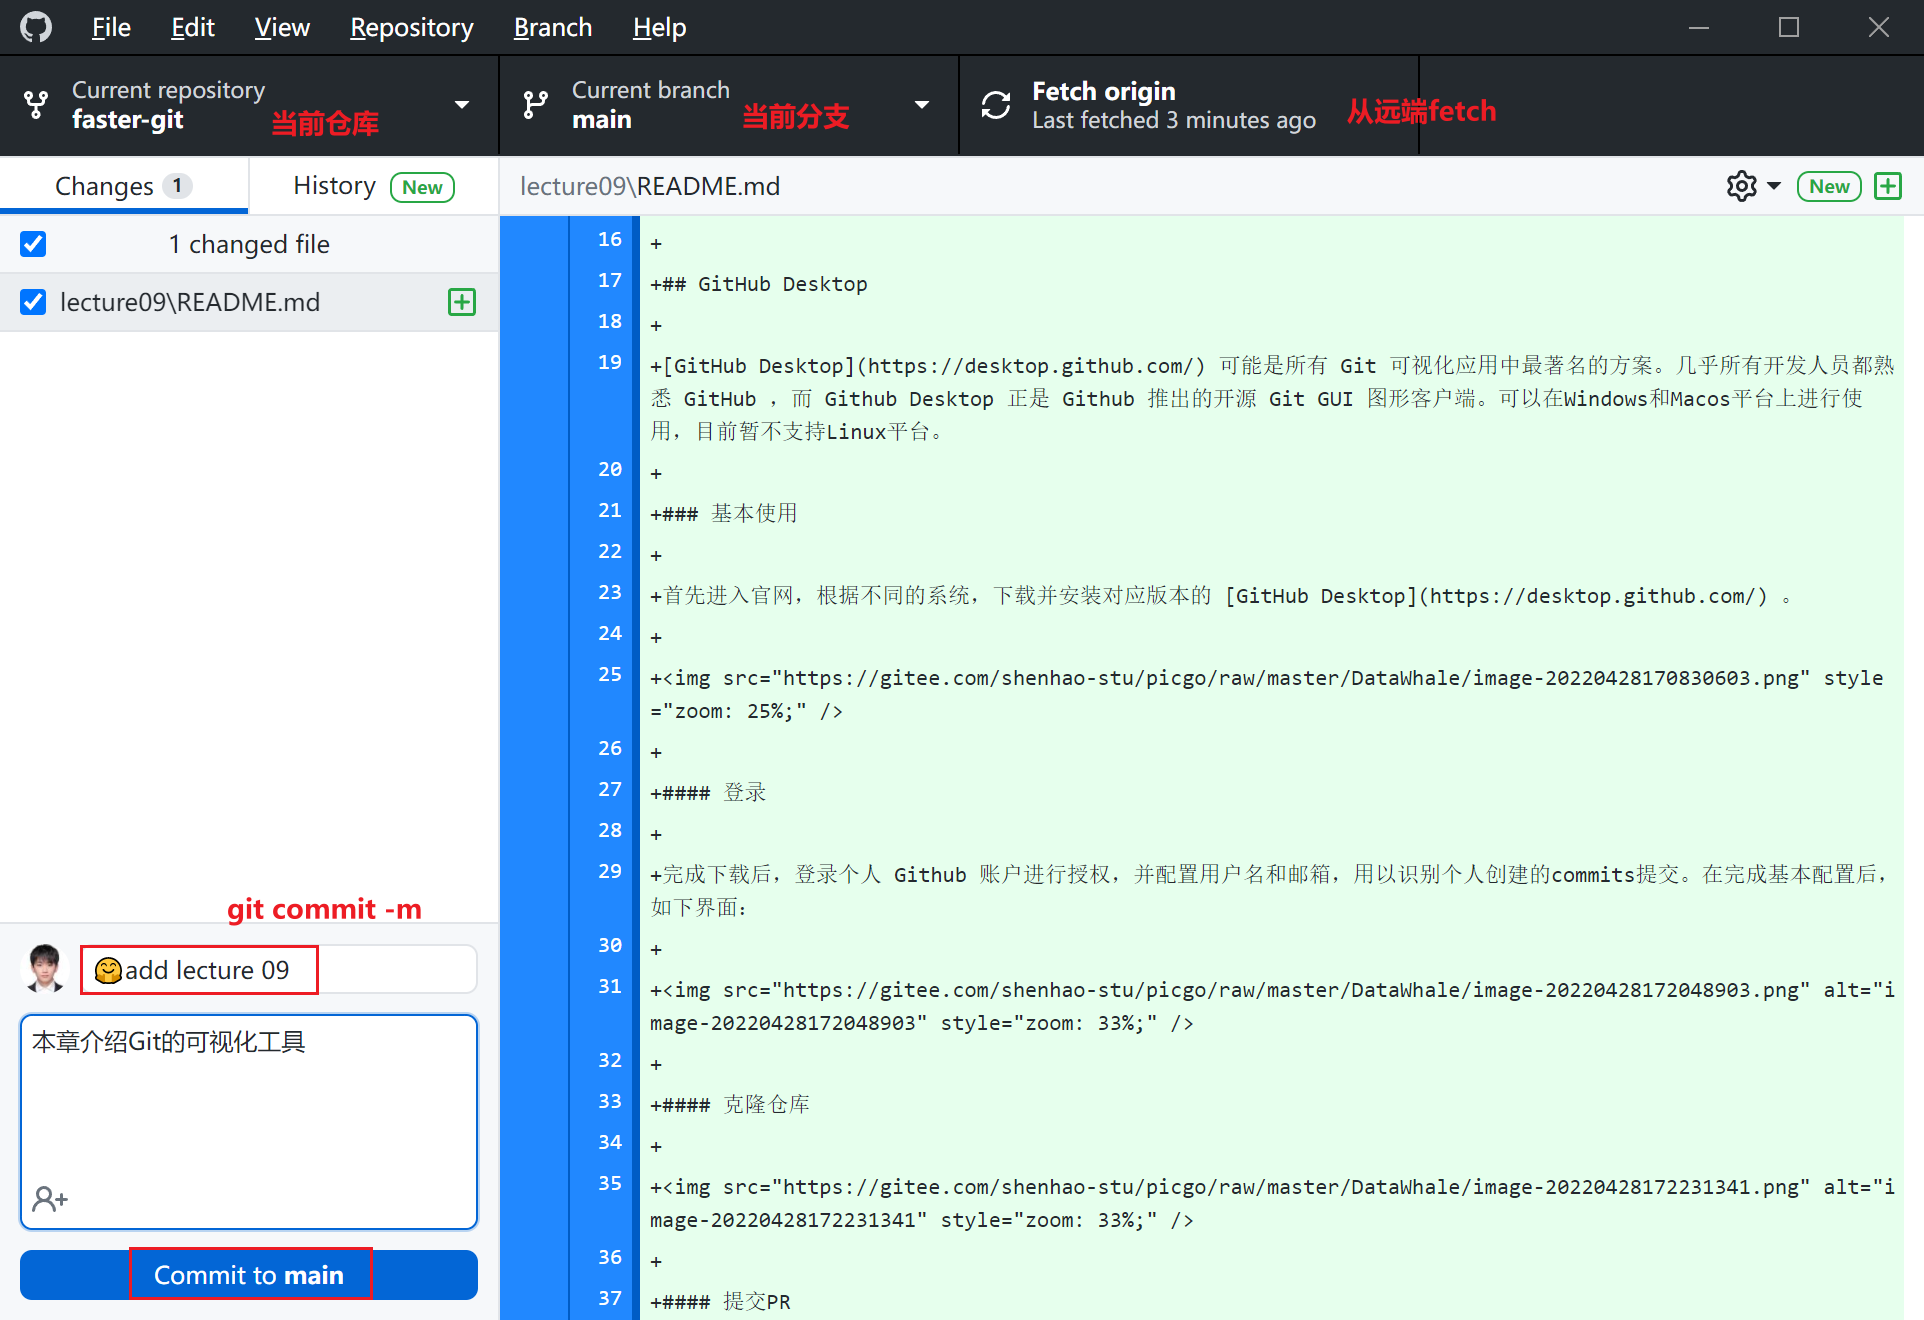 File Edit View Repository Branch Help
Current repository
faster-git
当前仓库
Current branch
main
当前分支
Fetch origin
Last fetched 3 minutes ago
从远端fetch
Changes 1
History New
lecture09\README.md
New
1 changed file
lecture09\README.md
16 +
17 +## GitHub Desktop
18 +
19 +[GitHub Desktop](https://desktop.github.com/) 可能是所有 Git 可视化应用中最著名的方案。几乎所有开发人员都熟
悉 GitHub ，而 Github Desktop 正是 Github 推出的开源 Git GUI 图形客户端。可以在Windows和Macos平台上进行使
用，目前暂不支持Linux平台。
20 +
21 +### 基本使用
22 +
23 +首先进入官网，根据不同的系统，下载并安装对应版本的 [GitHub Desktop](https://desktop.github.com/) 。
24 +
25 +<img src="https://gitee.com/shenhao-stu/picgo/raw/master/DataWhale/image-20220428170830603.png" style
="zoom: 25%;" />
26 +
27 +#### 登录
28 +
29 +完成下载后，登录个人 Github 账户进行授权，并配置用户名和邮箱，用以识别个人创建的commits提交。在完成基本配置后，
如下界面：
30 +
31 +<img src="https://gitee.com/shenhao-stu/picgo/raw/master/DataWhale/image-20220428172048903.png" alt="i
mage-20220428172048903" style="zoom: 33%;" />
32 +
33 +#### 克隆仓库
34 +
35 +<img src="https://gitee.com/shenhao-stu/picgo/raw/master/DataWhale/image-20220428172231341.png" alt="i
mage-20220428172231341" style="zoom: 33%;" />
36 +
37 +#### 提交PR
git commit -m
🤗add lecture 09
本章介绍Git的可视化工具
Commit to main